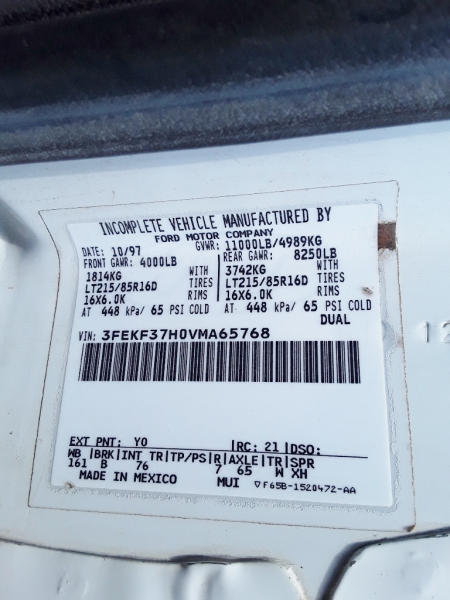 INCOMPLETE VEHICLE MANUFACTURED BY
FORD MOTOR COMPANY
DATE: 10/97 GVWR: 11000LB/4989KG
FRONT GAWR: 4000LB REAR GAWR: 8250LB
1814KG WITH 3742KG WITH
LT215/85R16D TIRES LT215/85R16D TIRES
16X6.0K RIMS 16X6.0K RIMS
AT 448 kPa/ 65 PSI COLD AT 448 kPa/ 65 PSI COLD
DUAL
VIN: 3FEKF37H0VMA65768
EXT PNT: YO |RC: 21|DSO:
WB |BRK|INT TR|TP/PS|R|AXLE|TR|SPR
161 B 76 7 65 W XH
MADE IN MEXICO MUI ▽F65B-1520472-AA
12